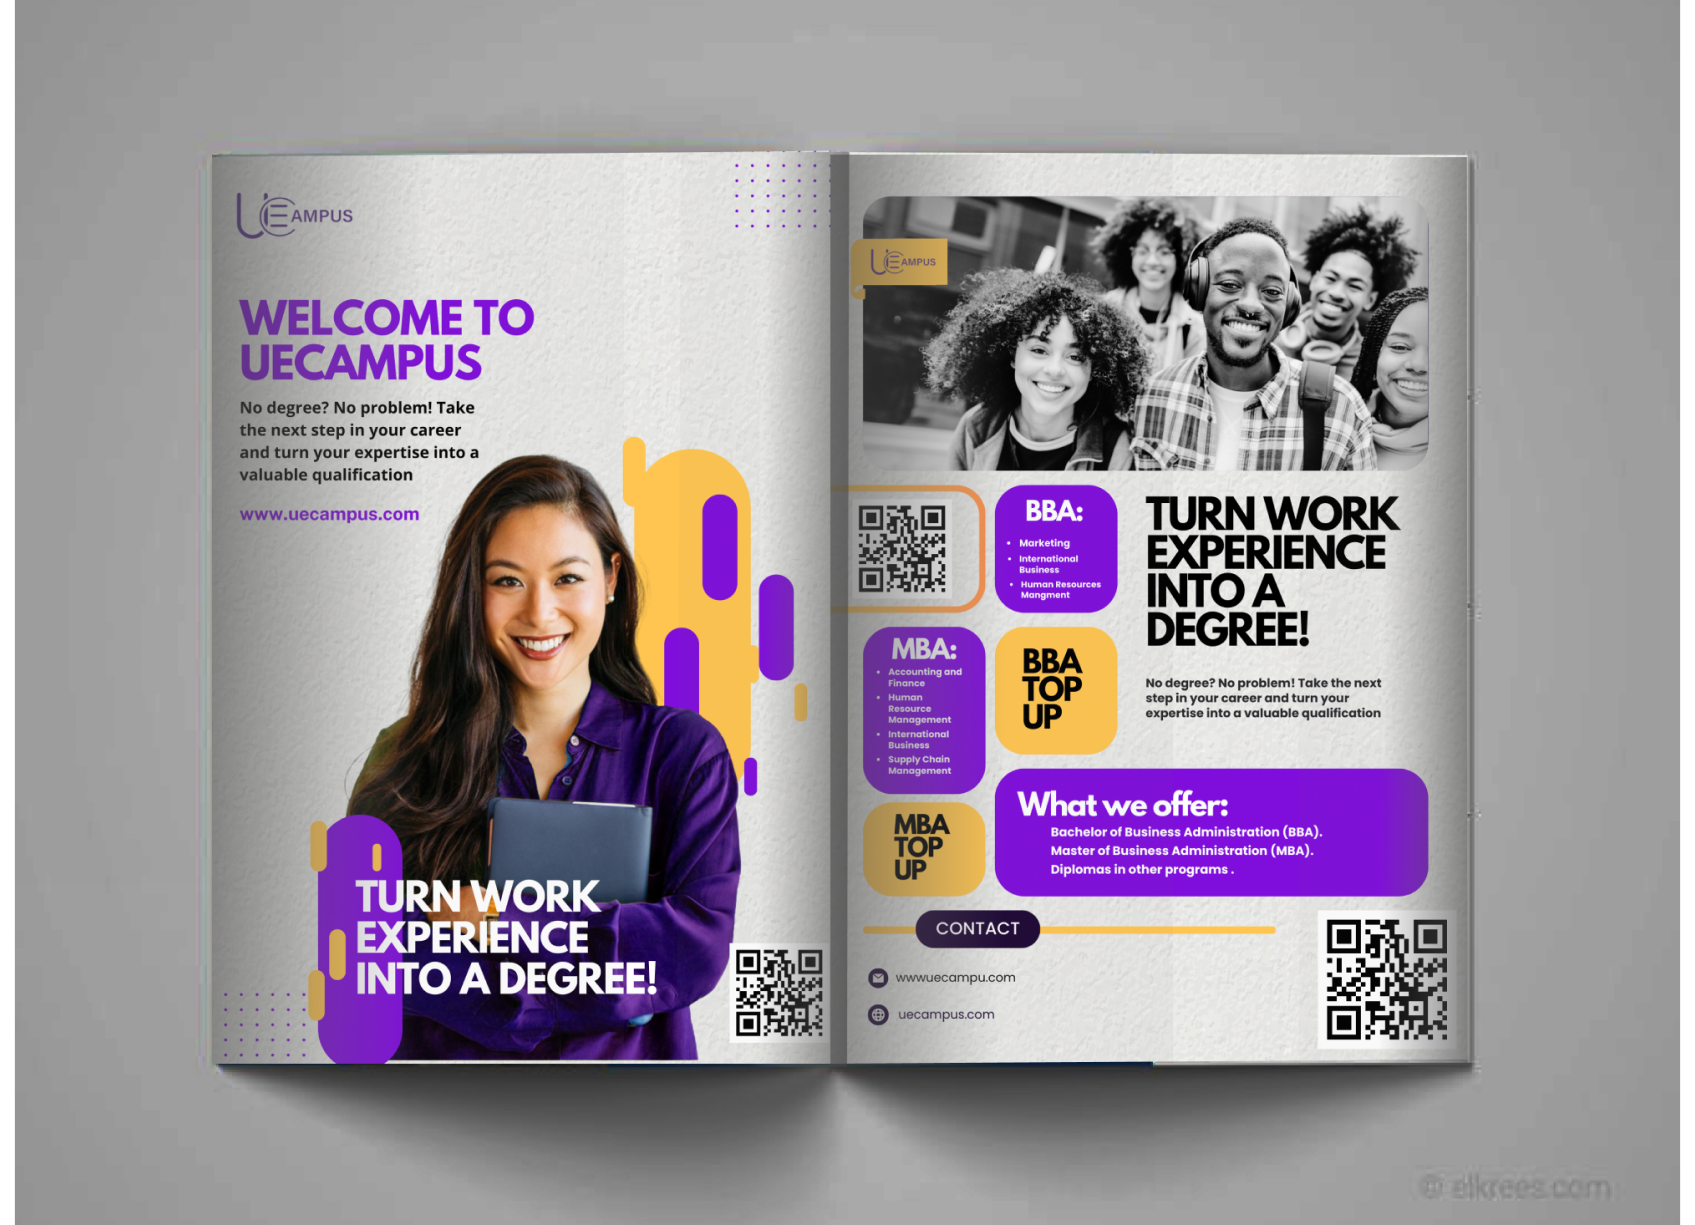 UECAMPUS
WELCOME TO
UECAMPUS
No degree? No problem! Take
the next step in your career
and turn your expertise into a
valuable qualification
www.uecampus.com
TURN WORK
EXPERIENCE
INTO A DEGREE!
UECAMPUS
BBA:
• Marketing
• International
Business
• Human Resources
Mangment
MBA:
• Accounting and
Finance
• Human
Resource
Management
• International
Business
• Supply Chain
Management
BBA
TOP
UP
MBA
TOP
UP
TURN WORK
EXPERIENCE
INTO A
DEGREE!
No degree? No problem! Take the next
step in your career and turn your
expertise into a valuable qualification
What we offer:
Bachelor of Business Administration (BBA).
Master of Business Administration (MBA).
Diplomas in other programs .
CONTACT
wwwuecampu.com
uecampus.com
© elkrees.com